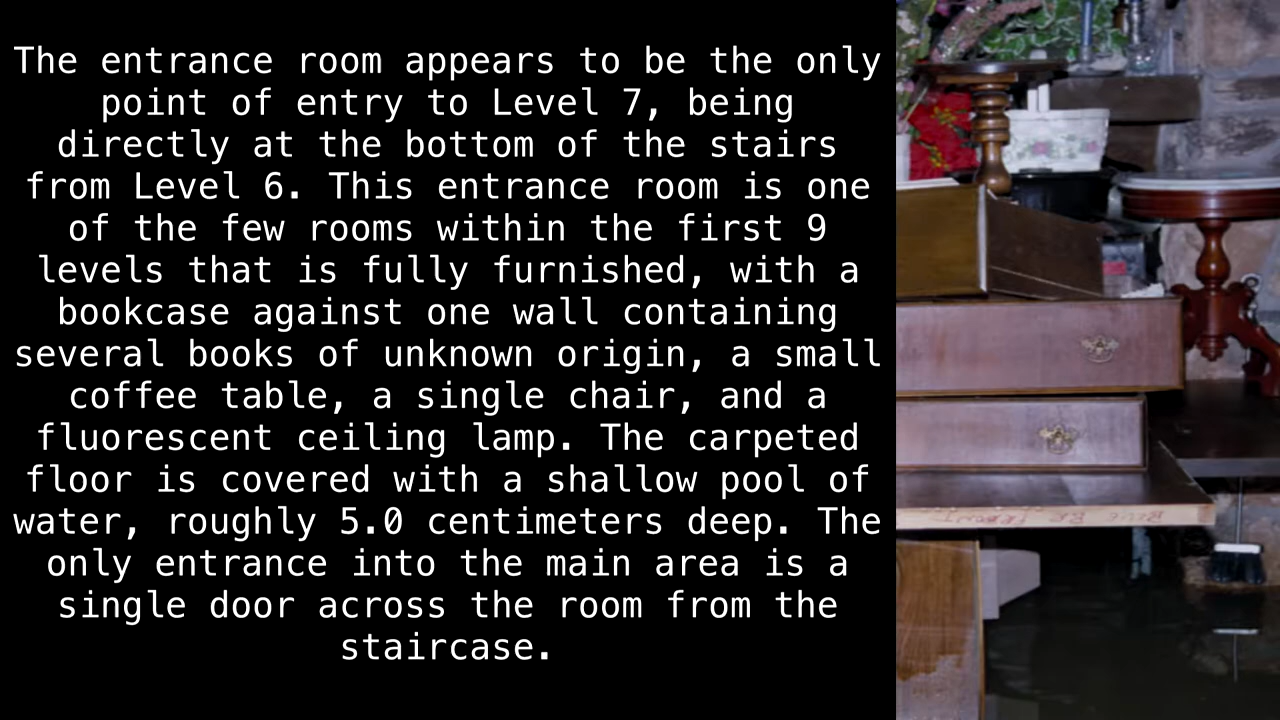 The entrance room appears to be the only
point of entry to Level 7, being
directly at the bottom of the stairs
from Level 6. This entrance room is one
of the few rooms within the first 9
levels that is fully furnished, with a
bookcase against one wall containing
several books of unknown origin, a small
coffee table, a single chair, and a
fluorescent ceiling lamp. The carpeted
floor is covered with a shallow pool of
water, roughly 5.0 centimeters deep. The
only entrance into the main area is a
single door across the room from the
staircase.